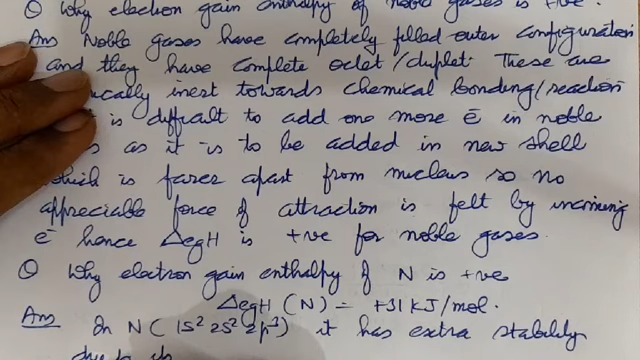 Q Why electron gain enthalpy of noble gases is +ve.
Ans Noble gases have completely filled outer configuration
and they have complete octet/duplet. These are
inert towards chemical bonding/reaction
is difficult to add one more ē in noble
as it is to be added in new shell
which is farer apart from nucleus so no
appreciable force of attraction is felt by incoming
ē hence ΔegH is +ve for noble gases.
Q Why electron gain enthalpy of N is +ve
ΔegH (N) = +31 KJ/mol.
Ans In N (1s² 2s² 2p³) it has extra stability
due to its